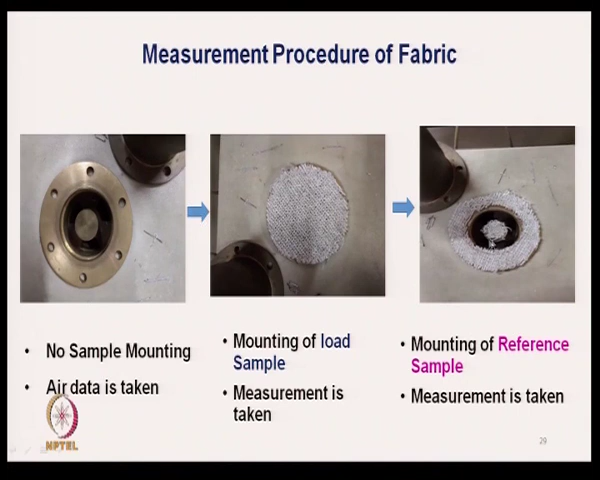 Measurement Procedure of Fabric
• No Sample Mounting
• Air data is taken
• Mounting of load
Sample
• Measurement is
taken
• Mounting of Reference
Sample
• Measurement is taken
NPTEL
29